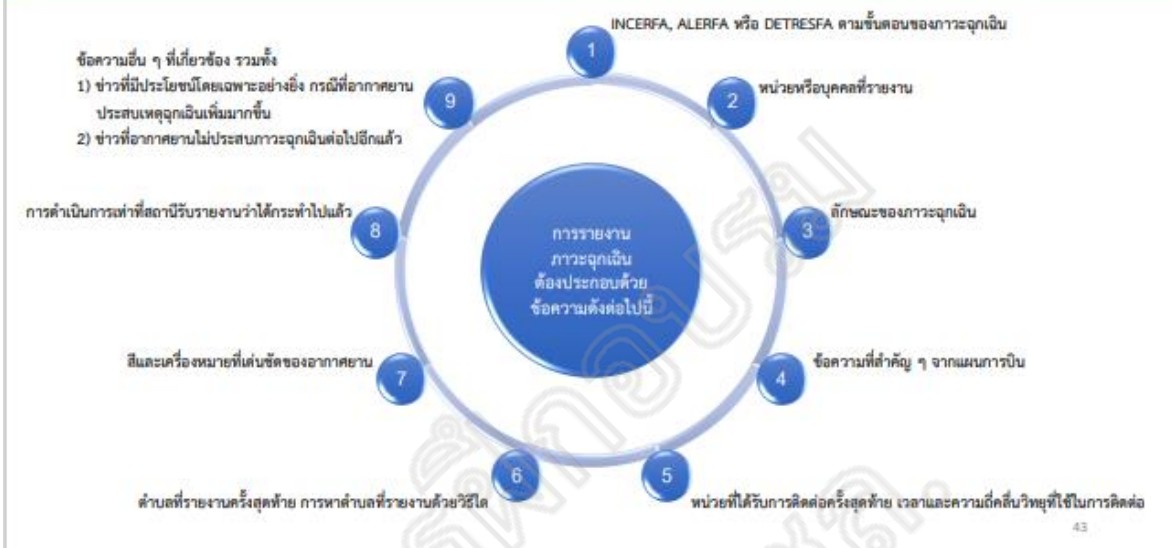 การรายงาน
ภาวะฉุกเฉิน
ต้องประกอบด้วย
ข้อความดังต่อไปนี้
1
INCERFA, ALERFA หรือ DETRESFA ตามขั้นตอนของภาวะฉุกเฉิน
2
หน่วยหรือบุคคลที่รายงาน
3
ลักษณะของภาวะฉุกเฉิน
4
ข้อความที่สำคัญ ๆ จากแผนการบิน
5
หน่วยที่ได้รับการติดต่อครั้งสุดท้าย เวลาและความถี่คลื่นวิทยุที่ใช้ในการติดต่อ
6
ตำบลที่รายงานครั้งสุดท้าย การหาตำบลที่รายงานด้วยวิธีใด
7
สีและเครื่องหมายที่เด่นชัดของอากาศยาน
8
การดำเนินการเท่าที่สถานีรับรายงานว่าได้กระทำไปแล้ว
9
ข้อความอื่น ๆ ที่เกี่ยวข้อง รวมทั้ง
1) ข่าวที่มีประโยชน์โดยเฉพาะอย่างยิ่ง กรณีที่อากาศยาน
ประสบเหตุฉุกเฉินเพิ่มมากขึ้น
2) ข่าวที่อากาศยานไม่ประสบภาวะฉุกเฉินต่อไปอีกแล้ว
43